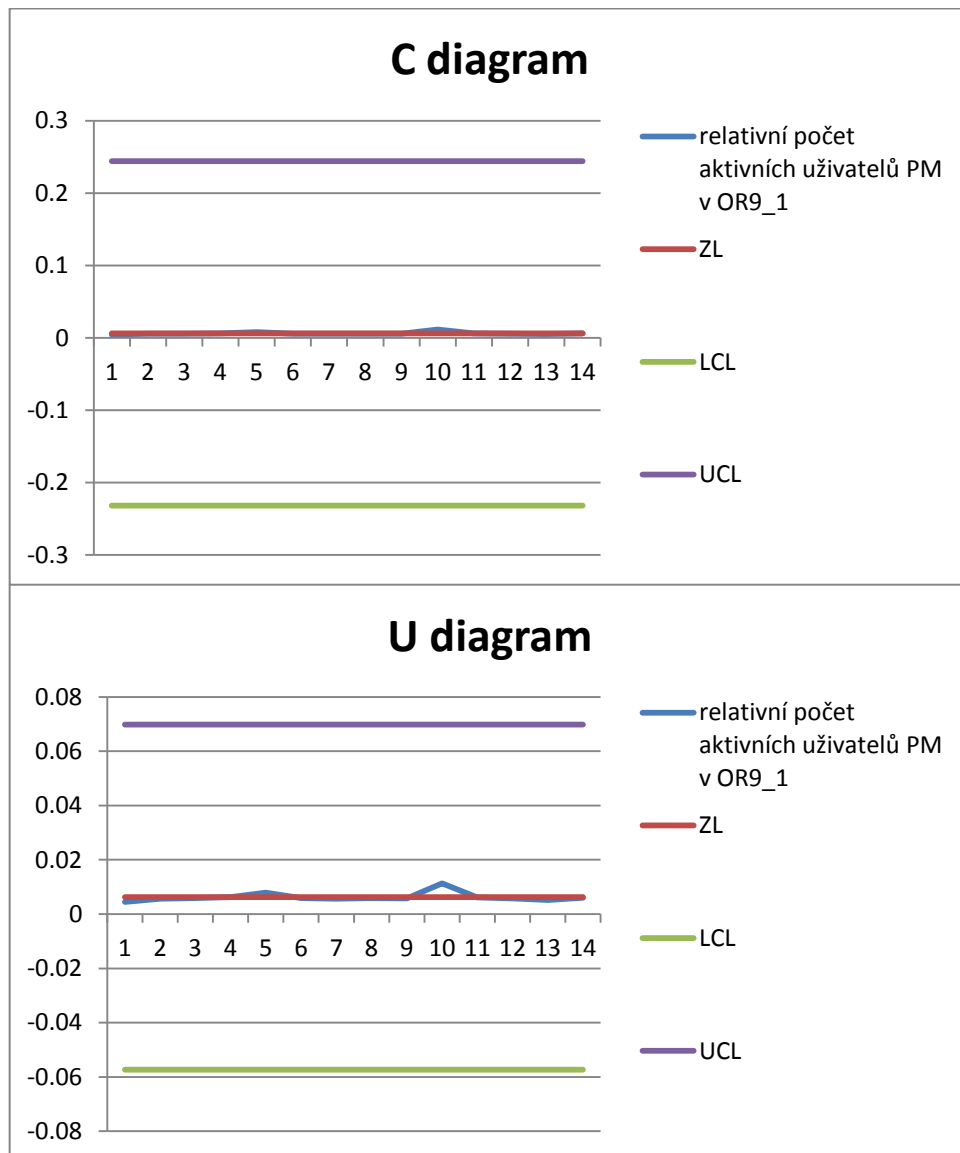 C diagram
0.3
0.2
0.1
0
-0.1
-0.2
-0.3
1 2 3 4 5 6 7 8 9 10 11 12 13 14
relativní počet
aktivních uživatelů PM
v OR9_1
ZL
LCL
UCL
U diagram
0.08
0.06
0.04
0.02
0
-0.02
-0.04
-0.06
-0.08
1 2 3 4 5 6 7 8 9 10 11 12 13 14
relativní počet
aktivních uživatelů PM
v OR9_1
ZL
LCL
UCL